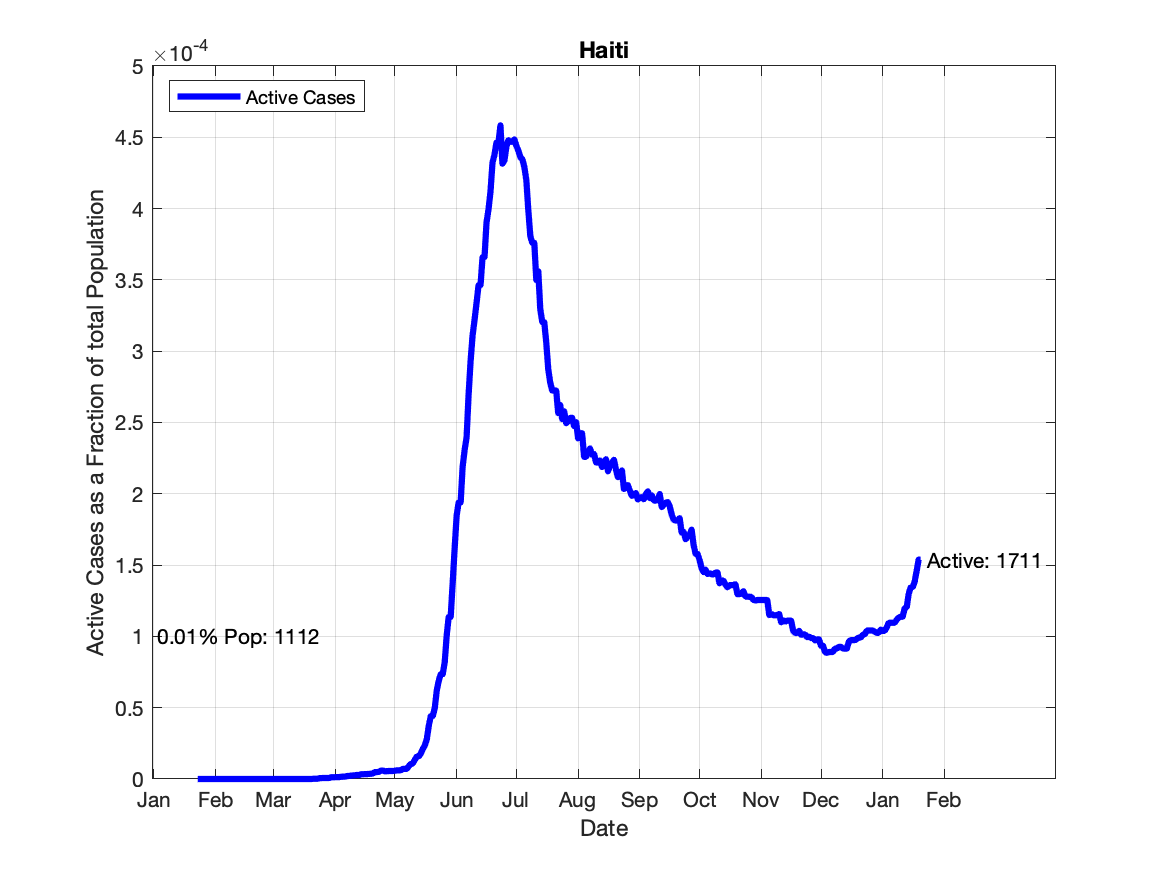 Haiti
×10-4
Active Cases
5
4.5
4
3.5
3
2.5
2
1.5
1
0.5
0
Active Cases as a Fraction of total Population
0.01% Pop: 1112
Active: 1711
Jan Feb Mar Apr May Jun Jul Aug Sep Oct Nov Dec Jan Feb
Date